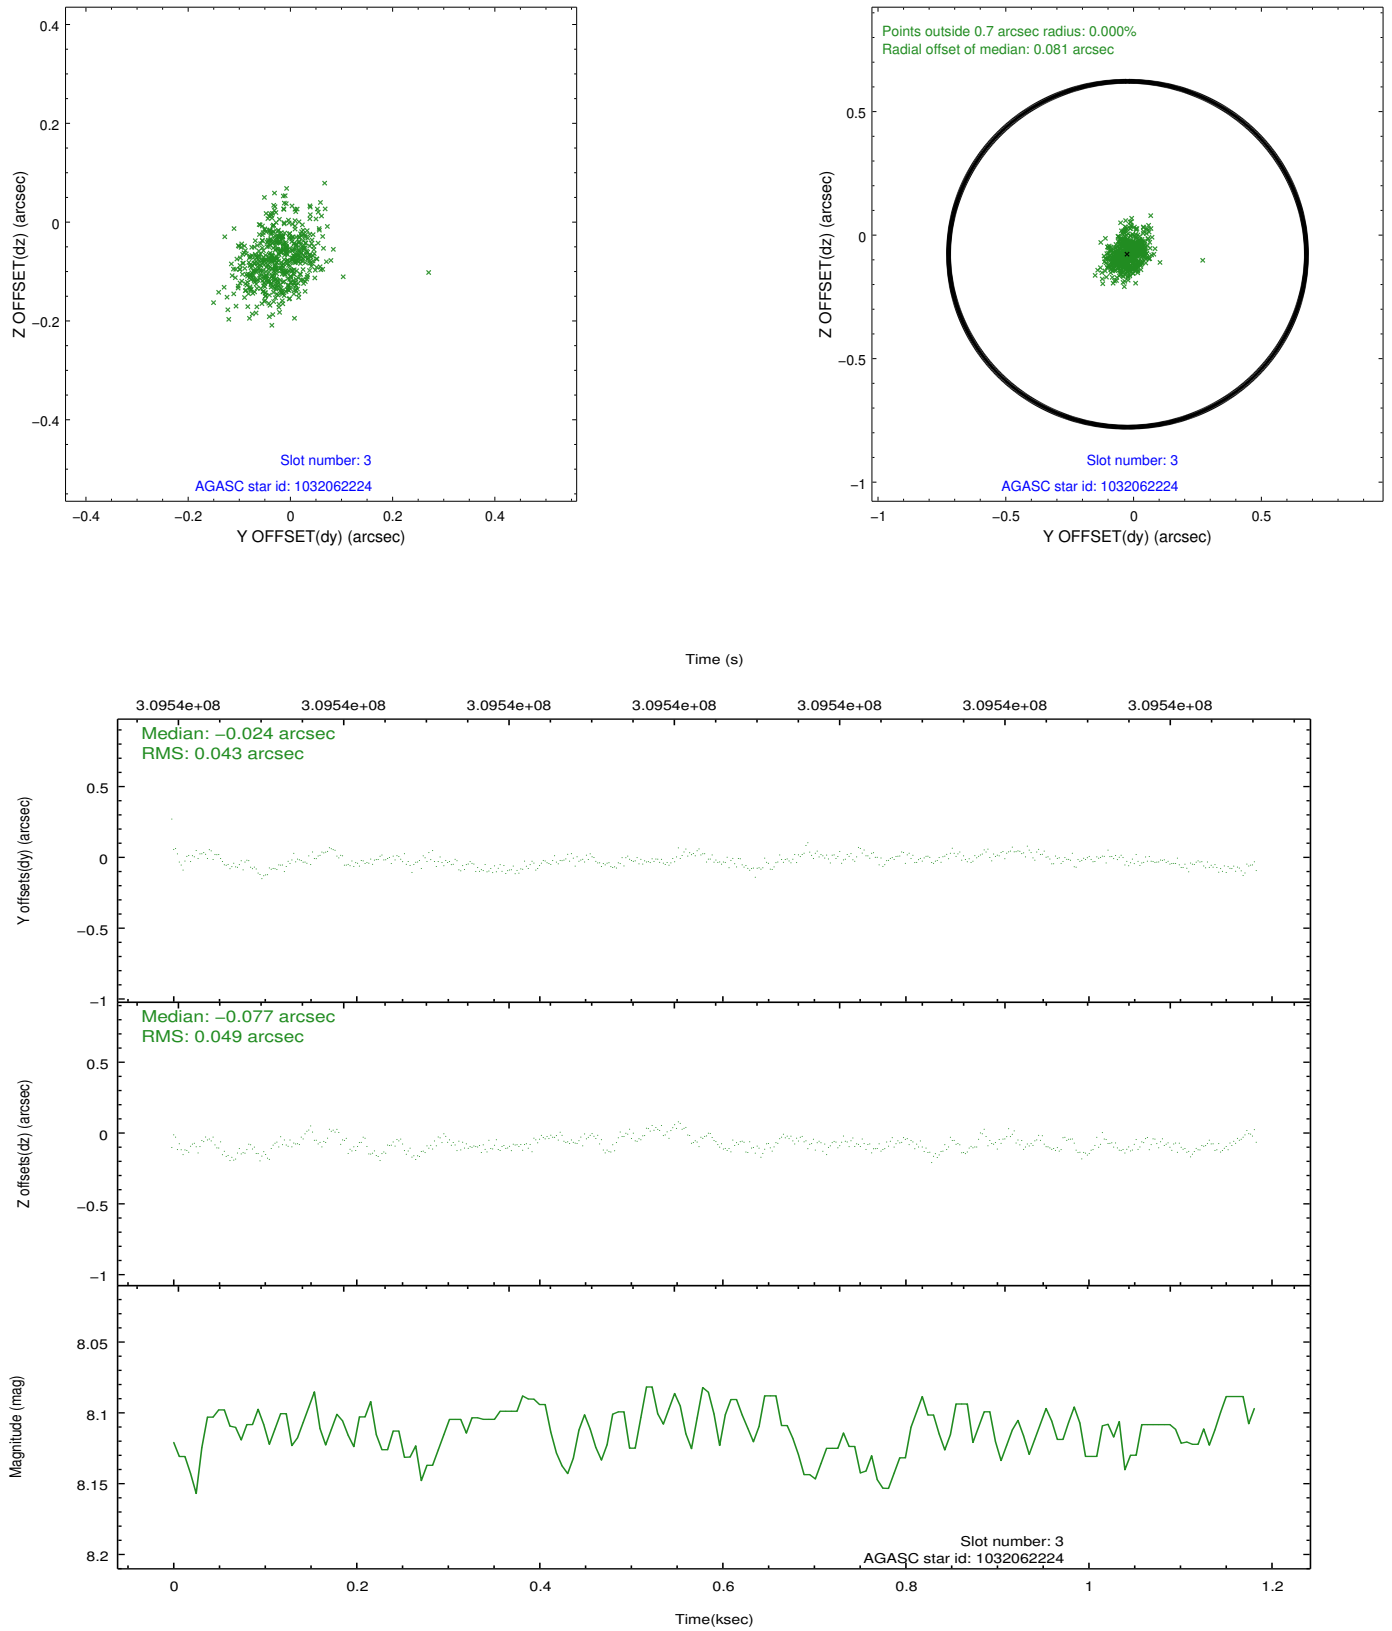 0.4
0.2
0
−0.2
−0.4
Z OFFSET(dz) (arcsec)
Slot number: 3
AGASC star id: 1032062224
−0.4 −0.2 0 0.2 0.4
Y OFFSET(dy) (arcsec)
Points outside 0.7 arcsec radius: 0.000%
Radial offset of median: 0.081 arcsec
0.5
0
−0.5
−1
Z OFFSET(dz) (arcsec)
Slot number: 3
AGASC star id: 1032062224
−1 −0.5 0 0.5
Y OFFSET(dy) (arcsec)
Time (s)
3.0954e+08 3.0954e+08 3.0954e+08 3.0954e+08 3.0954e+08 3.0954e+08 3.0954e+08
Median: −0.024 arcsec
RMS: 0.043 arcsec
0.5
0
−0.5
−1
Y offsets(dy) (arcsec)
Median: −0.077 arcsec
RMS: 0.049 arcsec
0.5
0
−0.5
−1
Z offsets(dz) (arcsec)
8.05
8.1
8.15
8.2
Magnitude (mag)
Slot number: 3
AGASC star id: 1032062224
0 0.2 0.4 0.6 0.8 1 1.2
Time(ksec)